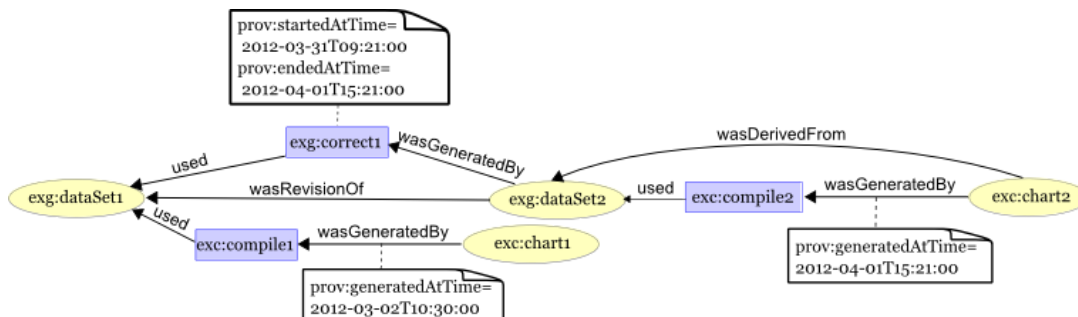 prov:startedAtTime=
2012-03-31T09:21:00
prov:endedAtTime=
2012-04-01T15:21:00
wasDerivedFrom
exg:correct1
wasGeneratedBy
used
wasRevisionOf
exg:dataSet1
exg:dataSet2
used
exc:compile2
wasGeneratedBy
exc:chart2
used
exc:compile1
wasGeneratedBy
exc:chart1
prov:generatedAtTime=
2012-04-01T15:21:00
prov:generatedAtTime=
2012-03-02T10:30:00